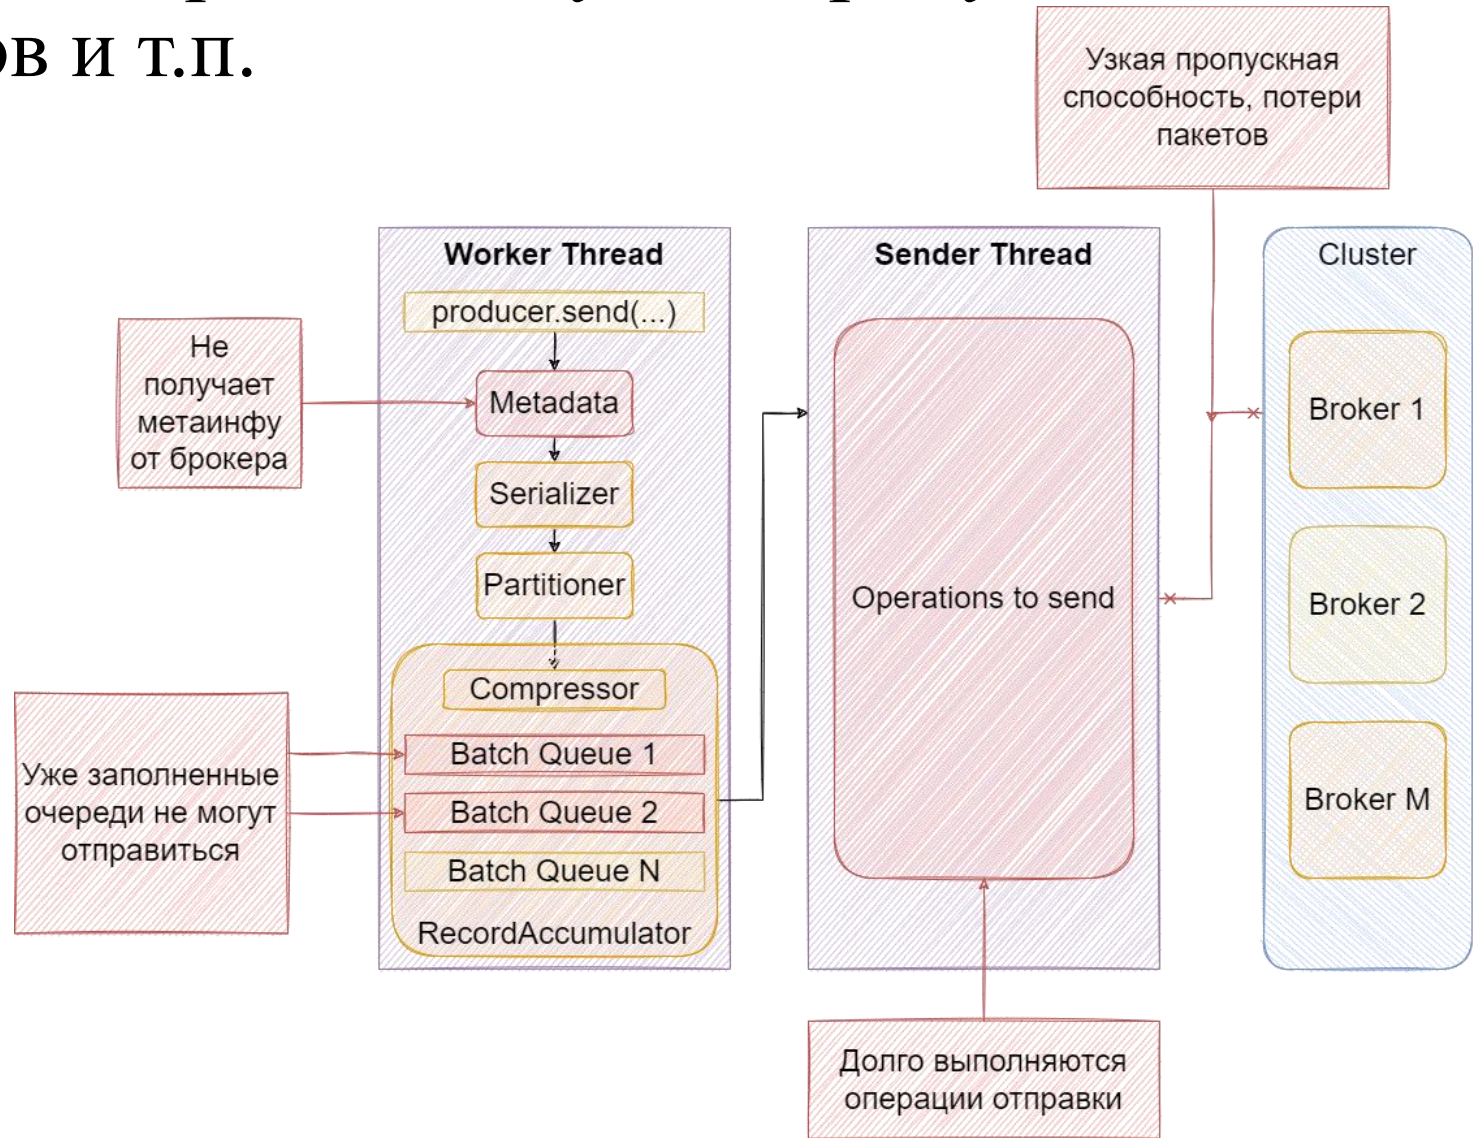 и т.п.
Узкая пропускная
способность, потери
пакетов
Worker Thread
Sender Thread
Cluster
producer.send(...)
Не
получает
метаинфу
от брокера
Metadata
Serializer
Partitioner
Compressor
Batch Queue 1
Batch Queue 2
Batch Queue N
RecordAccumulator
Уже заполненные
очереди не могут
отправиться
Operations to send
Broker 1
Broker 2
Broker M
Долго выполняются
операции отправки